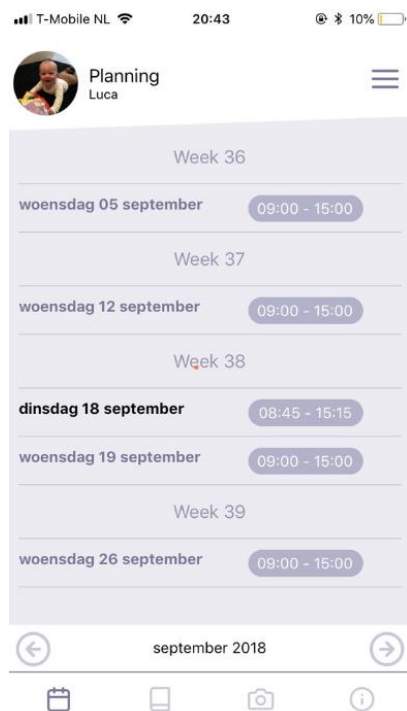 T-Mobile NL 20:43 10%
Planning
Luca
Week 36
woensdag 05 september 09:00 - 15:00
Week 37
woensdag 12 september 09:00 - 15:00
Week 38
dinsdag 18 september 08:45 - 15:15
woensdag 19 september 09:00 - 15:00
Week 39
woensdag 26 september 09:00 - 15:00
september 2018